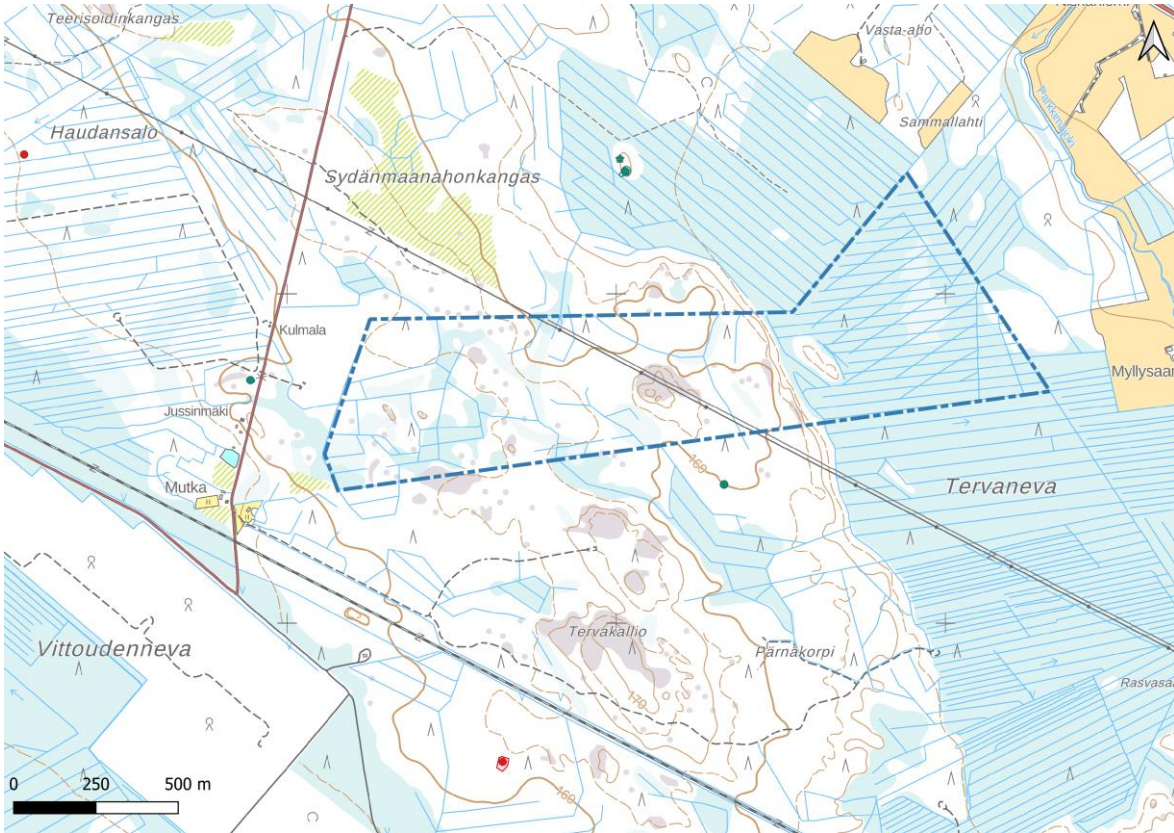 Teerisoidinkangas
Vasta-aho
Haudansalo
Sammallahti
Sydänmaanahonkangas
Kulmala
Jussinmäki
Myllysaari
Mutka
160
Tervaneva
Tervakallio
Vittoudenneva
Pärnäkorpi
170
160
0 250 500 m